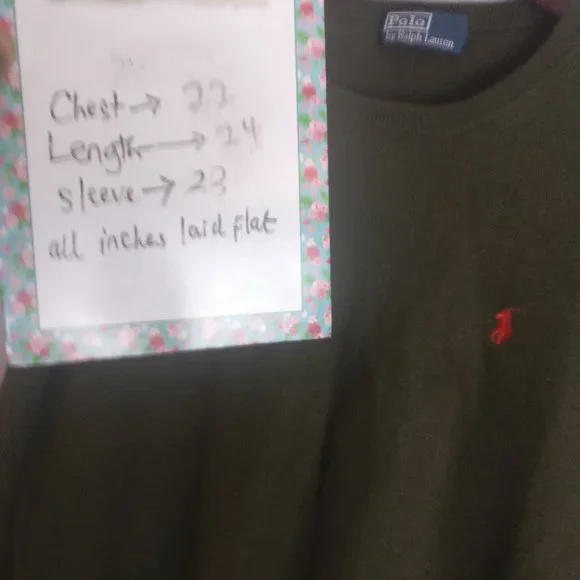 Chest → 22
Length → 24
sleeve → 23
all inches laid flat
Polo
by Ralph Lauren